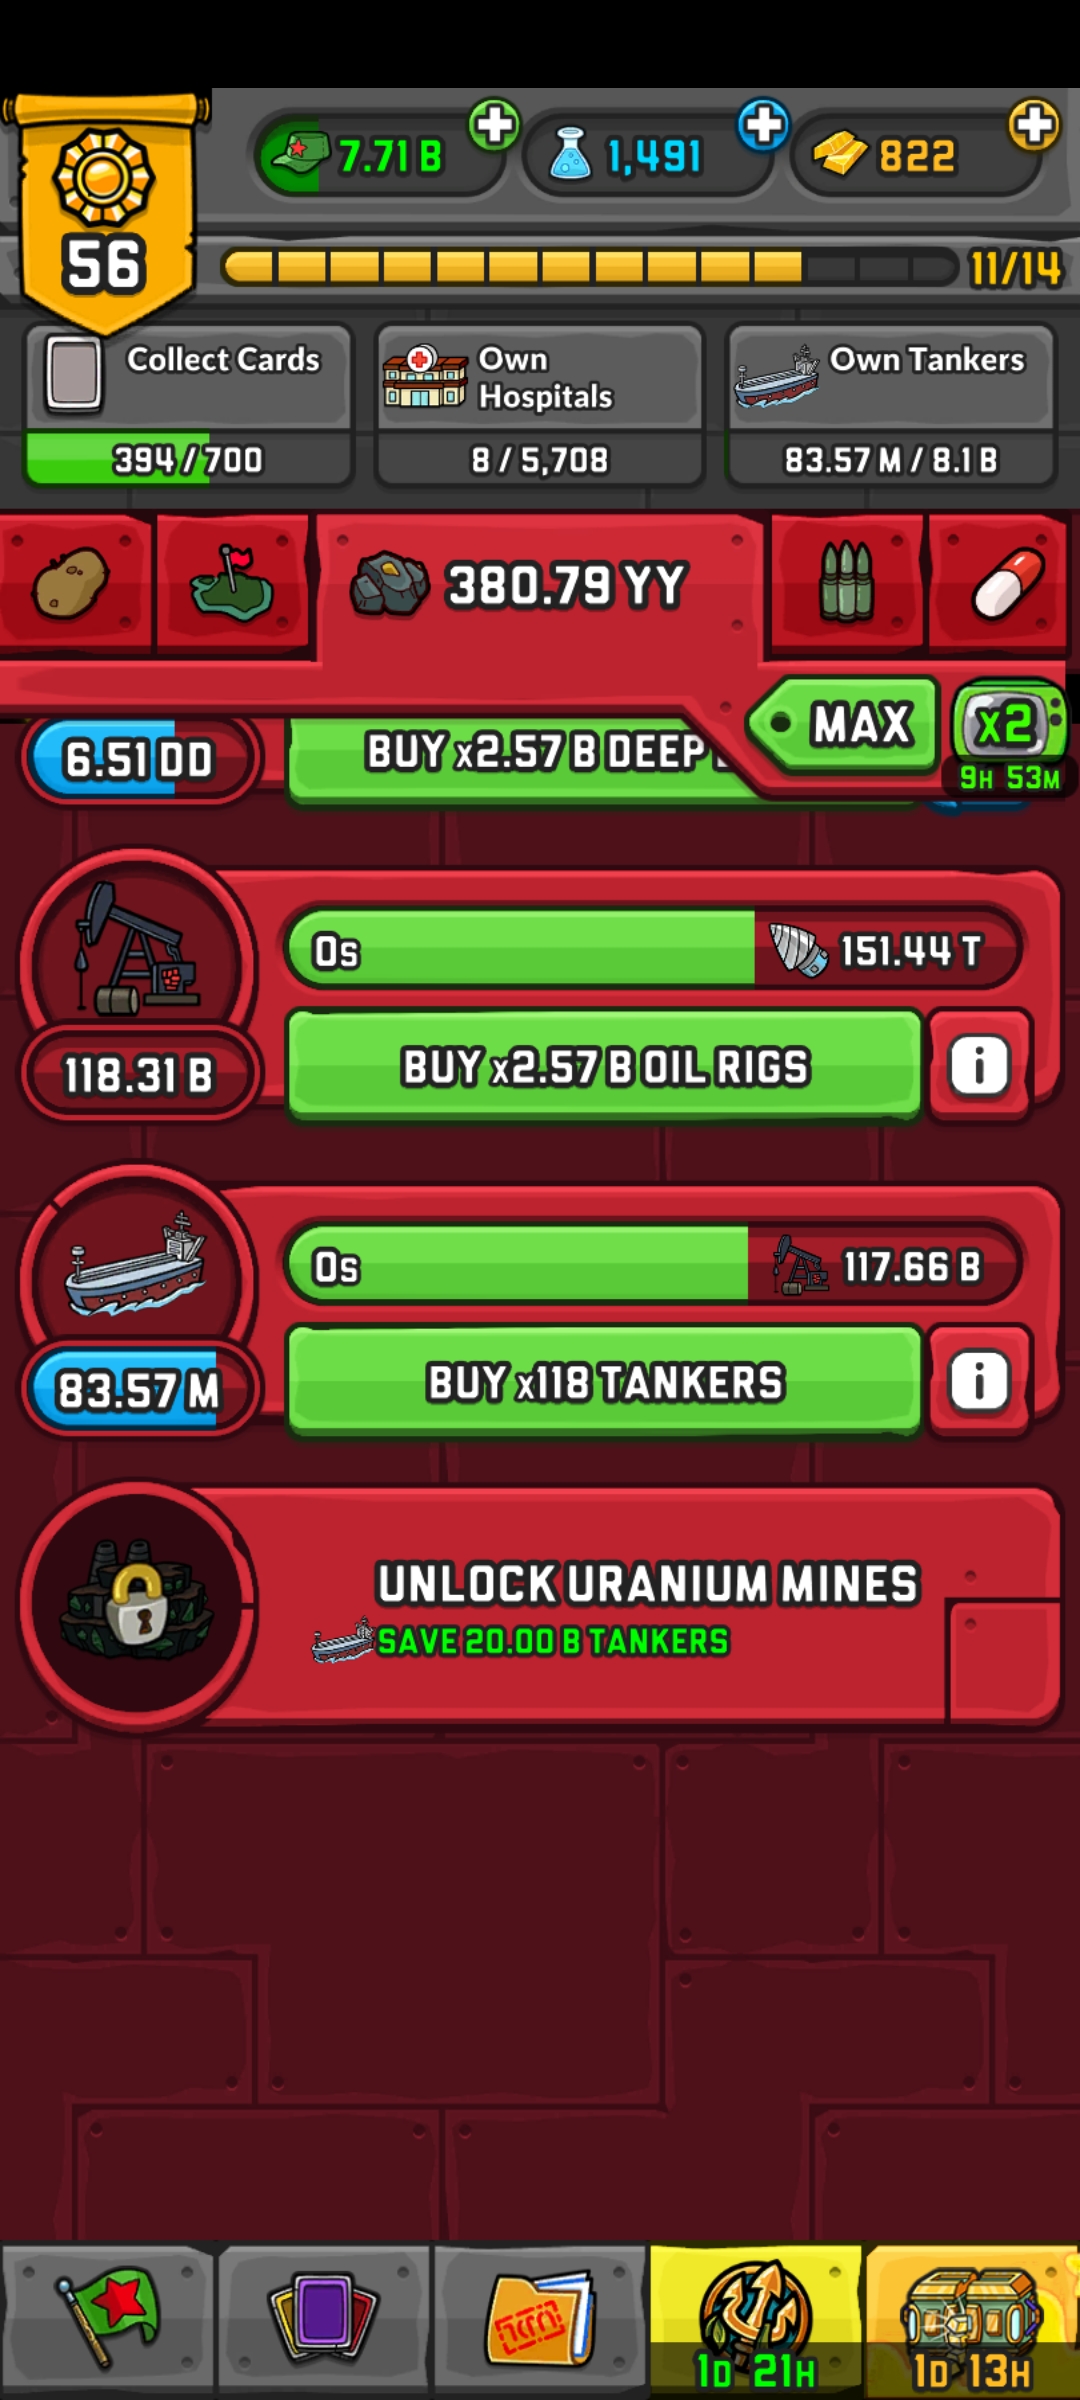 7.71 B
1,491
822
56
11/14
Collect Cards
394 / 700
Own
Hospitals
8 / 5,708
Own Tankers
83.57 M / 8.1 B
380.79 YY
MAX
x2
9H 53M
6.51 DD
BUY x2.57 B DEEP
0s
151.44 T
118.31 B
BUY x2.57 B OIL RIGS
i
0s
117.66 B
83.57 M
BUY x118 TANKERS
i
UNLOCK URANIUM MINES
SAVE 20.00 B TANKERS
1D 21H
1D 13H